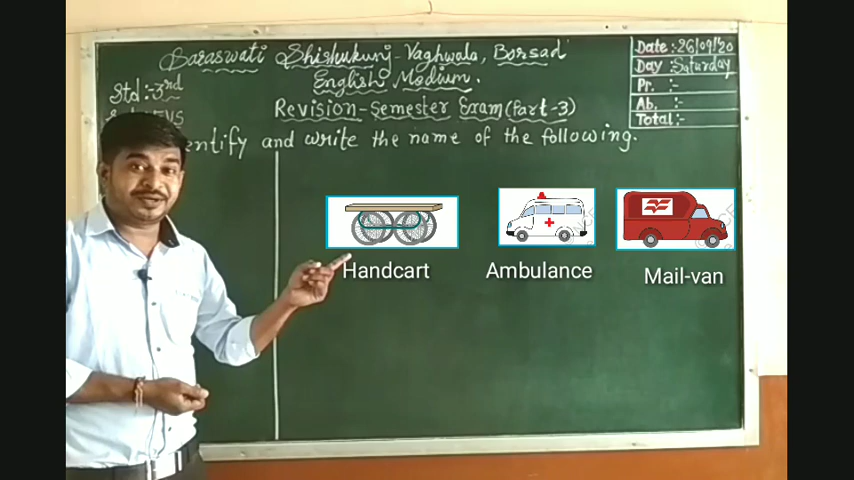 Saraswati Shishukunj-Vaghwala, Borsad
English Medium.
Date:-26/09/'20
Day:-Saturday
Pr. :-
Ab. :-
Total:-
Std:-3rd
EVS
Revision-Semester Exam (Part-3)
entify and write the name of the following.
Handcart
Ambulance
Mail-van